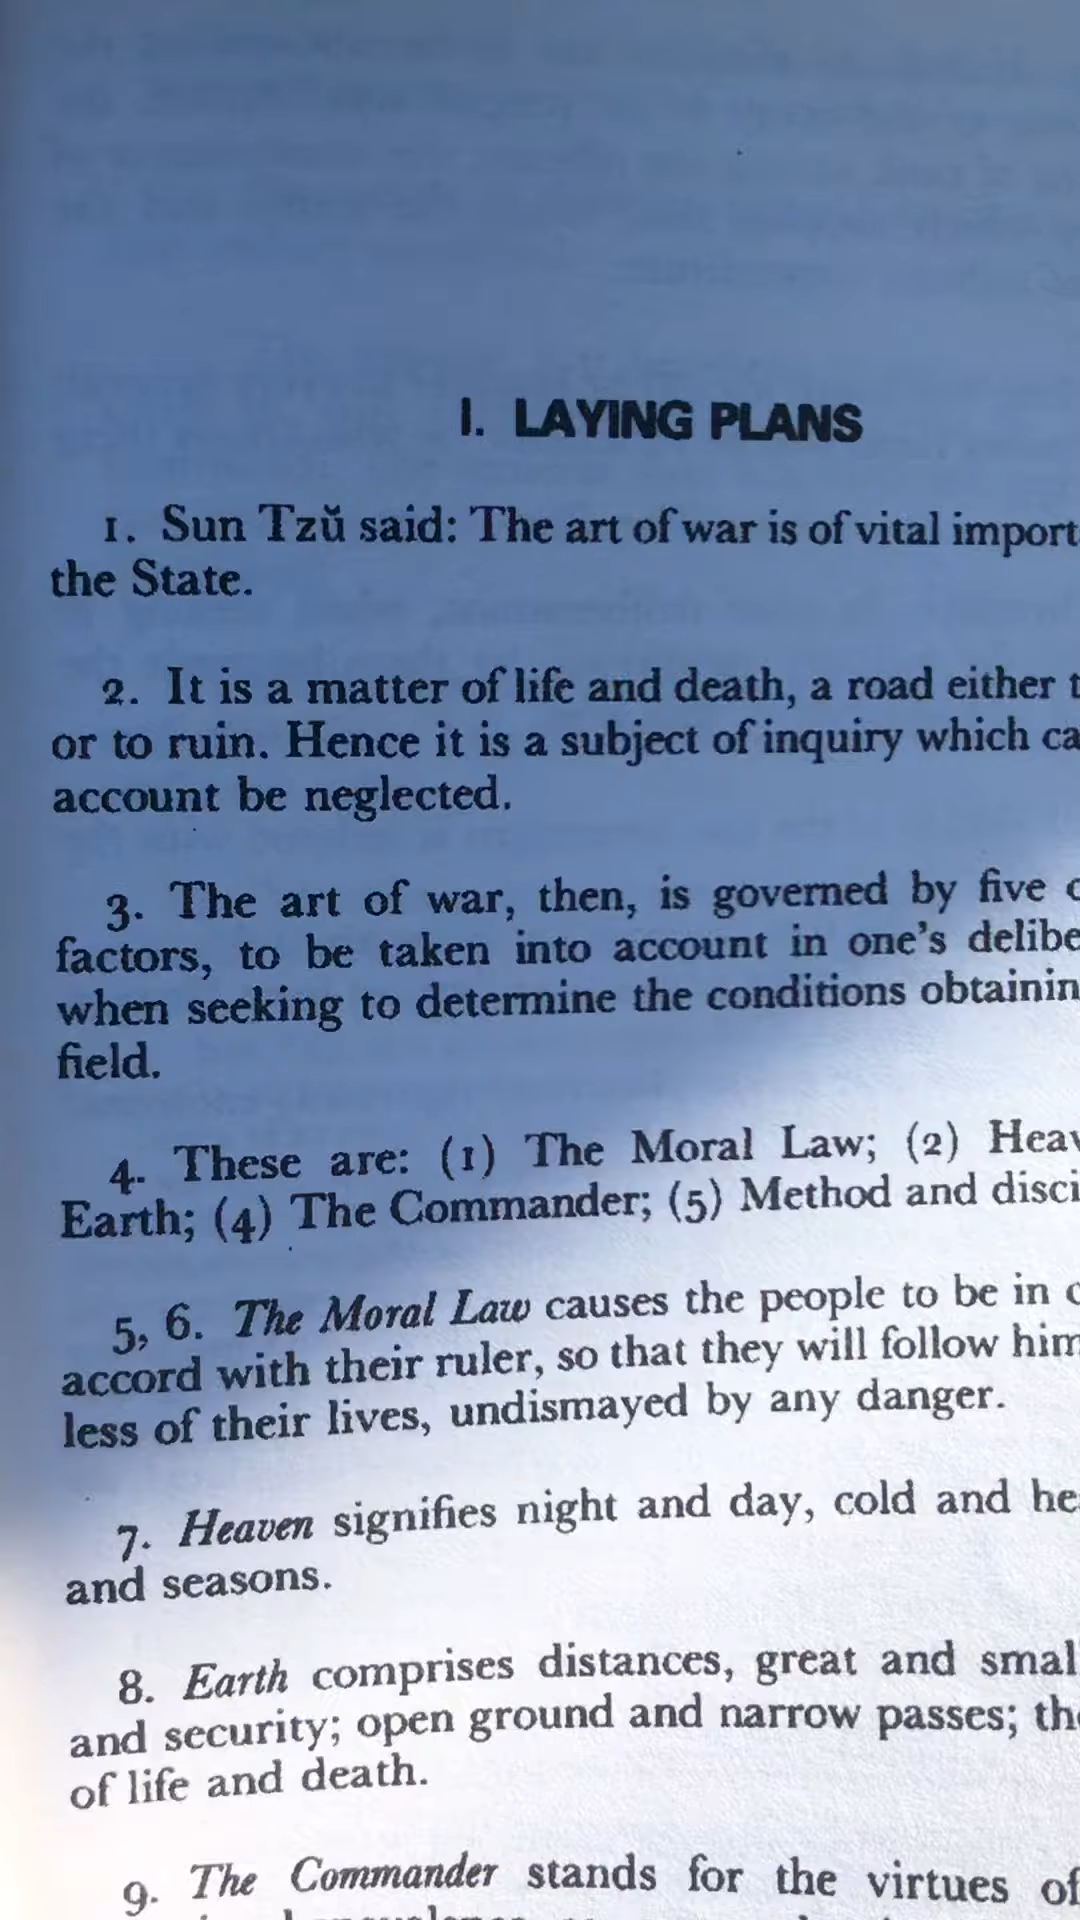 I. LAYING PLANS
1. Sun Tzŭ said: The art of war is of vital import
the State.
2. It is a matter of life and death, a road either t
or to ruin. Hence it is a subject of inquiry which ca
account be neglected.
3. The art of war, then, is governed by five c
factors, to be taken into account in one's delibe
when seeking to determine the conditions obtainin
field.
4. These are: (1) The Moral Law; (2) Heav
Earth; (4) The Commander; (5) Method and disci
5, 6. The Moral Law causes the people to be in c
accord with their ruler, so that they will follow him
less of their lives, undismayed by any danger.
7. Heaven signifies night and day, cold and he
and seasons.
8. Earth comprises distances, great and smal
and security; open ground and narrow passes; the
of life and death.
9. The Commander stands for the virtues of